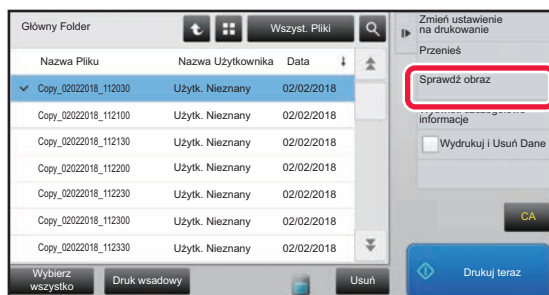 Główny Folder
Wszyst. Pliki
Nazwa Pliku Nazwa Użytkownika Data
Copy_02022018_112030 Użytk. Nieznany 02/02/2018
Copy_02022018_112100 Użytk. Nieznany 02/02/2018
Copy_02022018_112130 Użytk. Nieznany 02/02/2018
Copy_02022018_112200 Użytk. Nieznany 02/02/2018
Copy_02022018_112230 Użytk. Nieznany 02/02/2018
Copy_02022018_112300 Użytk. Nieznany 02/02/2018
Copy_02022018_112330 Użytk. Nieznany 02/02/2018
Wybierz
wszystko
Druk wsadowy
Usuń
Zmień ustawienie
na drukowanie
Przenieś
Sprawdź obraz
informacje
Wydrukuj i Usuń Dane
CA
Drukuj teraz